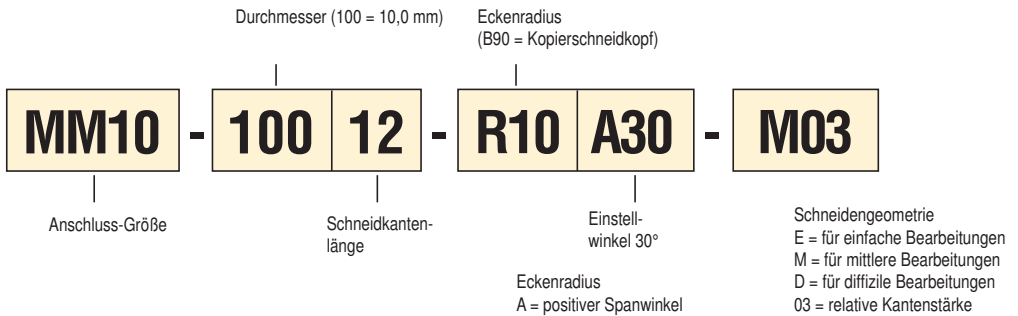 Durchmesser (100 = 10,0 mm)
Eckenradius
(B90 = Kopierschneidkopf)
MM10 - 100 12 - R10 A30 - M03
Anschluss-Größe
Schneidkanten-
länge
Einstell-
winkel 30°
Eckenradius
A = positiver Spanwinkel
Schneidengeometrie
E = für einfache Bearbeitungen
M = für mittlere Bearbeitungen
D = für diffizile Bearbeitungen
03 = relative Kantenstärke